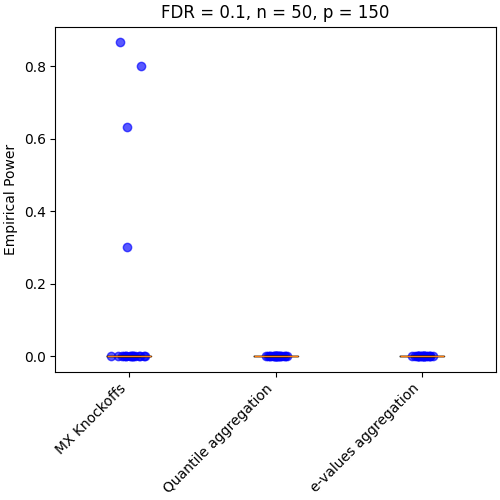 FDR = 0.1, n = 50, p = 150
Empirical Power
0.8
0.6
0.4
0.2
0.0
MX Knockoffs
Quantile aggregation
e-values aggregation